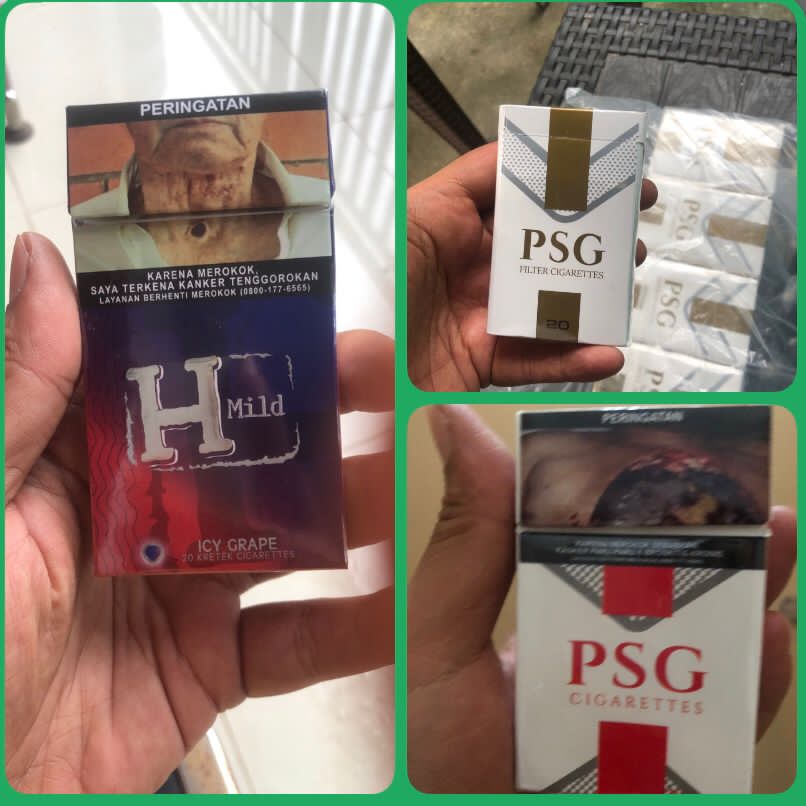 PERINGATAN
KARENA MEROKOK,
SAYA TERKENA KANKER TENGGOROKAN
LAYANAN BERHENTI MEROKOK (0800-177-6565)
H Mild
ICY GRAPE
20 KRETEK CIGARETTES
PSG
FILTER CIGARETTES
20
PSG
PSG
PSG
PERINGATAN
PSG
CIGARETTES